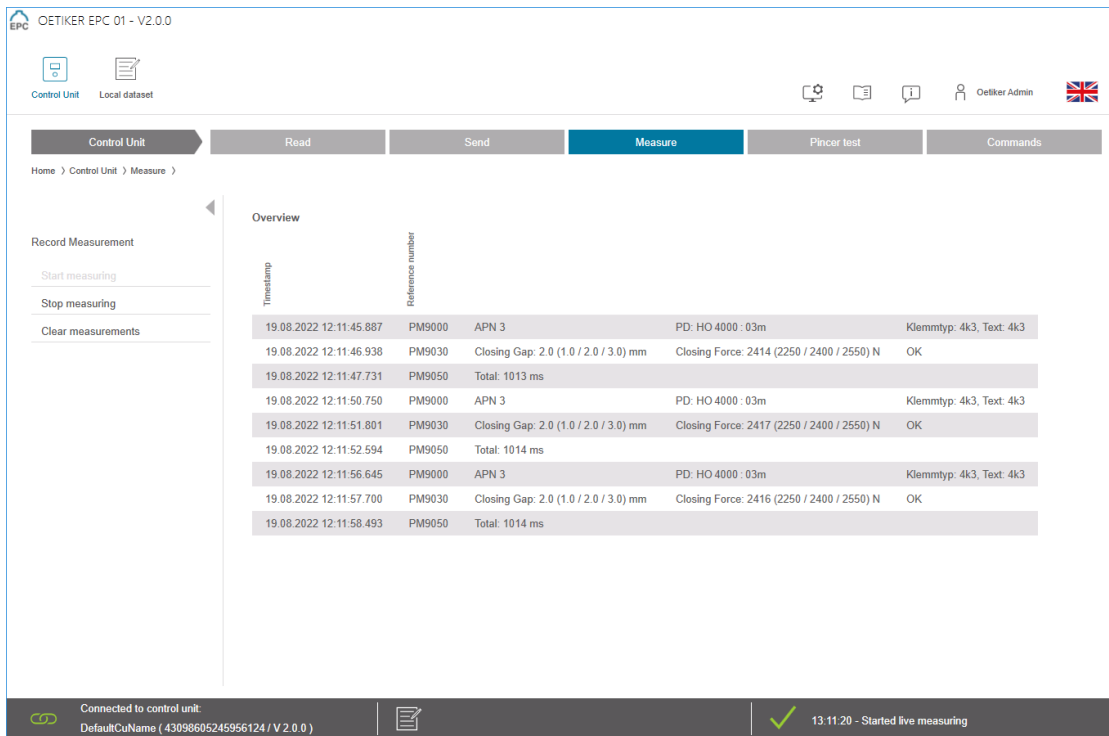 EPC OETIKER EPC 01 - V2.0.0
Control Unit Local dataset
Oetiker Admin
Control Unit Read Send Measure Pincer test Commands
Home > Control Unit > Measure >
Record Measurement
Start measuring
Stop measuring
Clear measurements
Overview
Timestamp Reference number
19.08.2022 12:11:45.887 PM9000 APN 3 PD: HO 4000 : 03m Klemmtyp: 4k3, Text: 4k3
19.08.2022 12:11:46.938 PM9030 Closing Gap: 2.0 (1.0 / 2.0 / 3.0) mm Closing Force: 2414 (2250 / 2400 / 2550) N OK
19.08.2022 12:11:47.731 PM9050 Total: 1013 ms
19.08.2022 12:11:50.750 PM9000 APN 3 PD: HO 4000 : 03m Klemmtyp: 4k3, Text: 4k3
19.08.2022 12:11:51.801 PM9030 Closing Gap: 2.0 (1.0 / 2.0 / 3.0) mm Closing Force: 2417 (2250 / 2400 / 2550) N OK
19.08.2022 12:11:52.594 PM9050 Total: 1014 ms
19.08.2022 12:11:56.645 PM9000 APN 3 PD: HO 4000 : 03m Klemmtyp: 4k3, Text: 4k3
19.08.2022 12:11:57.700 PM9030 Closing Gap: 2.0 (1.0 / 2.0 / 3.0) mm Closing Force: 2416 (2250 / 2400 / 2550) N OK
19.08.2022 12:11:58.493 PM9050 Total: 1014 ms
Connected to control unit:
DefaultCuName ( 43098605245956124 / V 2.0.0 )
13:11:20 - Started live measuring